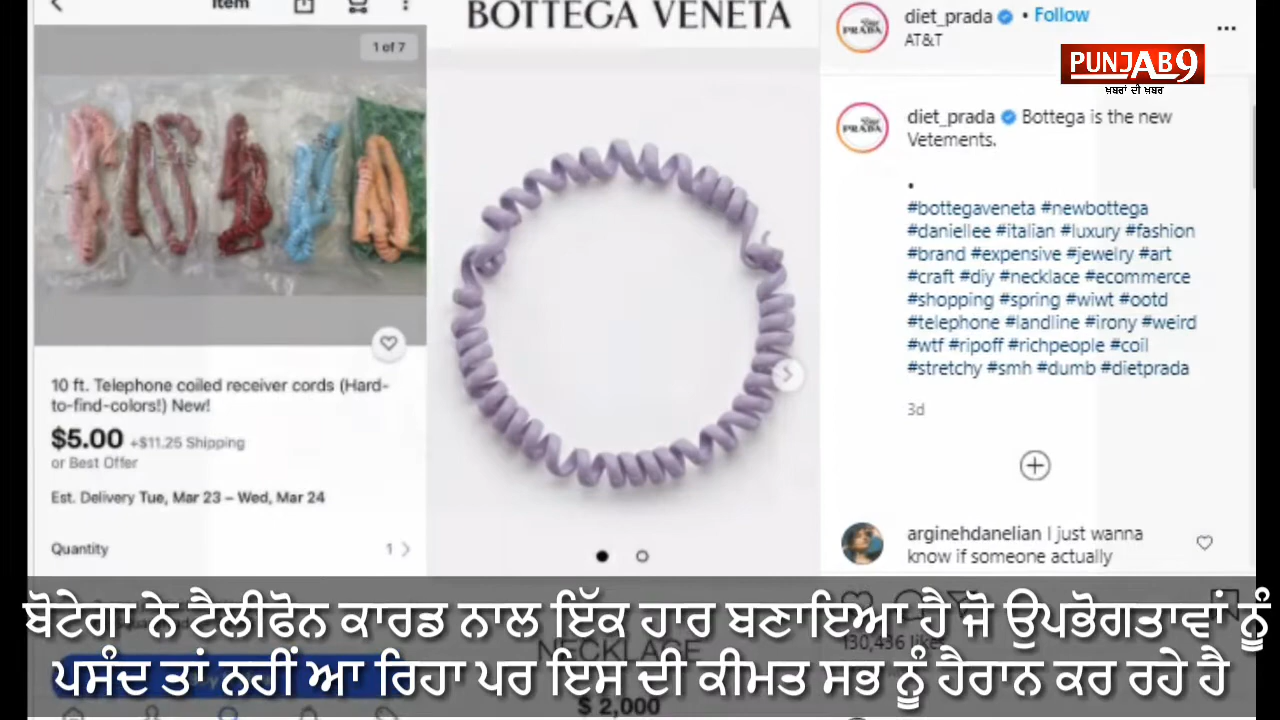 Item
1 of 7
10 ft. Telephone coiled receiver cords (Hard-
to-find-colors!) New!
$5.00 +$11.25 Shipping
or Best Offer
Est. Delivery Tue, Mar 23 – Wed, Mar 24
Quantity 1
BOTTEGA VENETA
NECKLACE
$ 2,000
diet_prada • Follow
AT&T
PUNJAB9
ਖ਼ਬਰਾਂ ਦੀ ਖ਼ਬਰ
diet_prada Bottega is the new
Vetements.
.
#bottegaveneta #newbottega
#daniellee #italian #luxury #fashion
#brand #expensive #jewelry #art
#craft #diy #necklace #ecommerce
#shopping #spring #wiwt #ootd
#telephone #landline #irony #weird
#wtf #ripoff #richpeople #coil
#stretchy #smh #dumb #dietprada
3d
arginehdanelian I just wanna
know if someone actually
130,436 likes
ਬੋਟੇਗਾ ਨੇ ਟੈਲੀਫੋਨ ਕਾਰਡ ਨਾਲ ਇੱਕ ਹਾਰ ਬਣਾਇਆ ਹੈ ਜੋ ਉਪਭੋਗਤਾਵਾਂ ਨੂੰ
ਪਸੰਦ ਤਾਂ ਨਹੀਂ ਆ ਰਿਹਾ ਪਰ ਇਸ ਦੀ ਕੀਮਤ ਸਭ ਨੂੰ ਹੈਰਾਨ ਕਰ ਰਹੇ ਹੈ